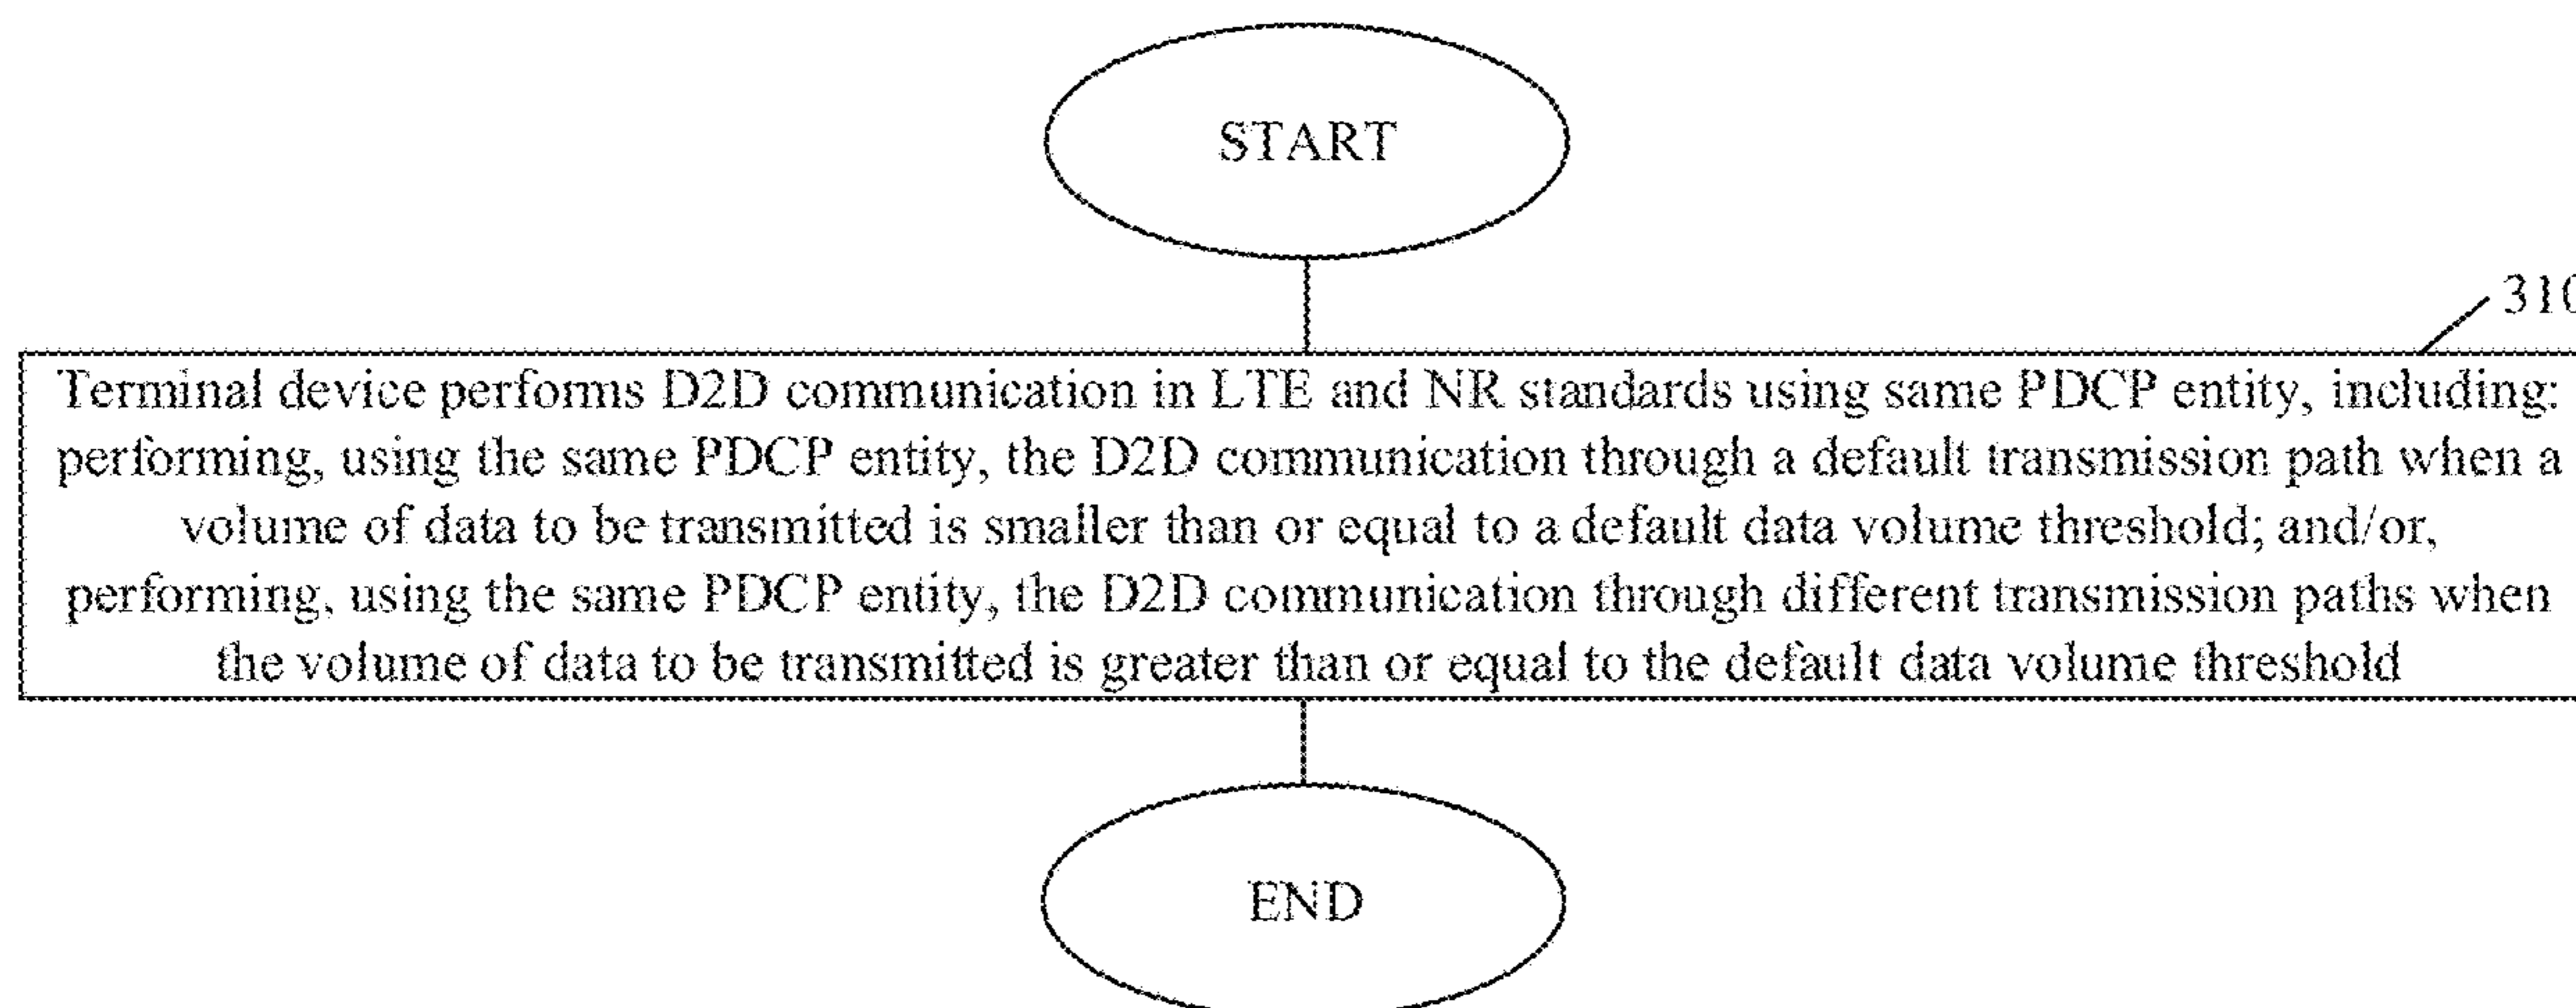 START
310
Terminal device performs D2D communication in LTE and NR standards using same PDCP entity, including:
performing, using the same PDCP entity, the D2D communication through a default transmission path when a
volume of data to be transmitted is smaller than or equal to a default data volume threshold; and/or,
performing, using the same PDCP entity, the D2D communication through different transmission paths when
the volume of data to be transmitted is greater than or equal to the default data volume threshold
END